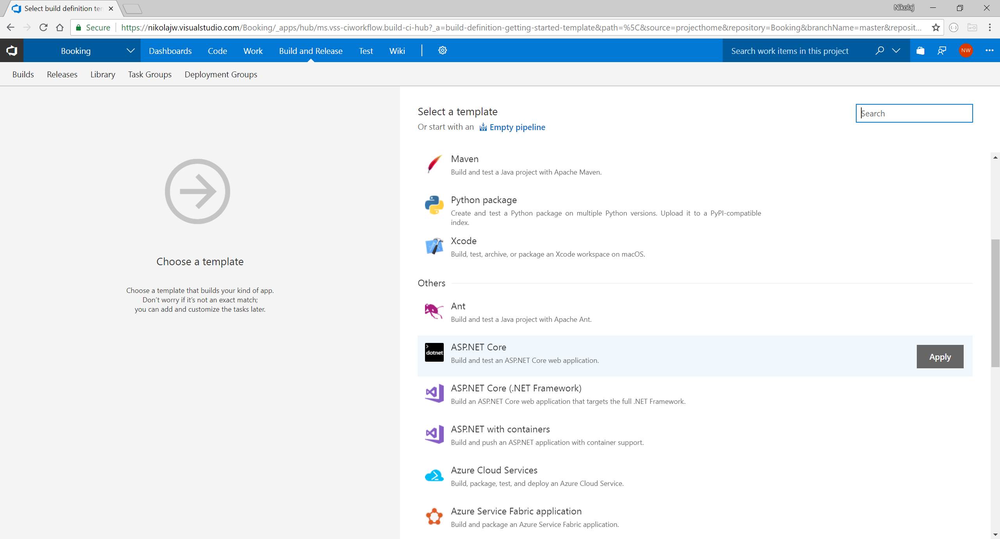 Select build definition ten
Nikolaj
Secure
https://nikolajw.visualstudio.com/Booking/_apps/hub/ms.vss-ciworkflow.build-ci-hub?_a=build-definition-getting-started-template&path=%5C&source=projecthome&repository=Booking&branchName=master&reposit...
Booking
Dashboards
Code
Work
Build and Release
Test
Wiki
Search work items in this project
NW
Builds
Releases
Library
Task Groups
Deployment Groups
Choose a template
Choose a template that builds your kind of app.
Don’t worry if it’s not an exact match;
you can add and customize the tasks later.
Select a template
Search
Or start with an Empty pipeline
Maven
Build and test a Java project with Apache Maven.
Python package
Create and test a Python package on multiple Python versions. Upload it to a PyPI-compatible
index.
Xcode
Build, test, archive, or package an Xcode workspace on macOS.
Others
Ant
Build and test a Java project with Apache Ant.
dotnet
ASP.NET Core
Build and test an ASP.NET Core web application.
Apply
ASP.NET Core (.NET Framework)
Build an ASP.NET Core web application that targets the full .NET Framework.
ASP.NET with containers
Build and push an ASP.NET application with container support.
Azure Cloud Services
Build, package, test, and deploy an Azure Cloud Service.
Azure Service Fabric application
Build and package an Azure Service Fabric application.